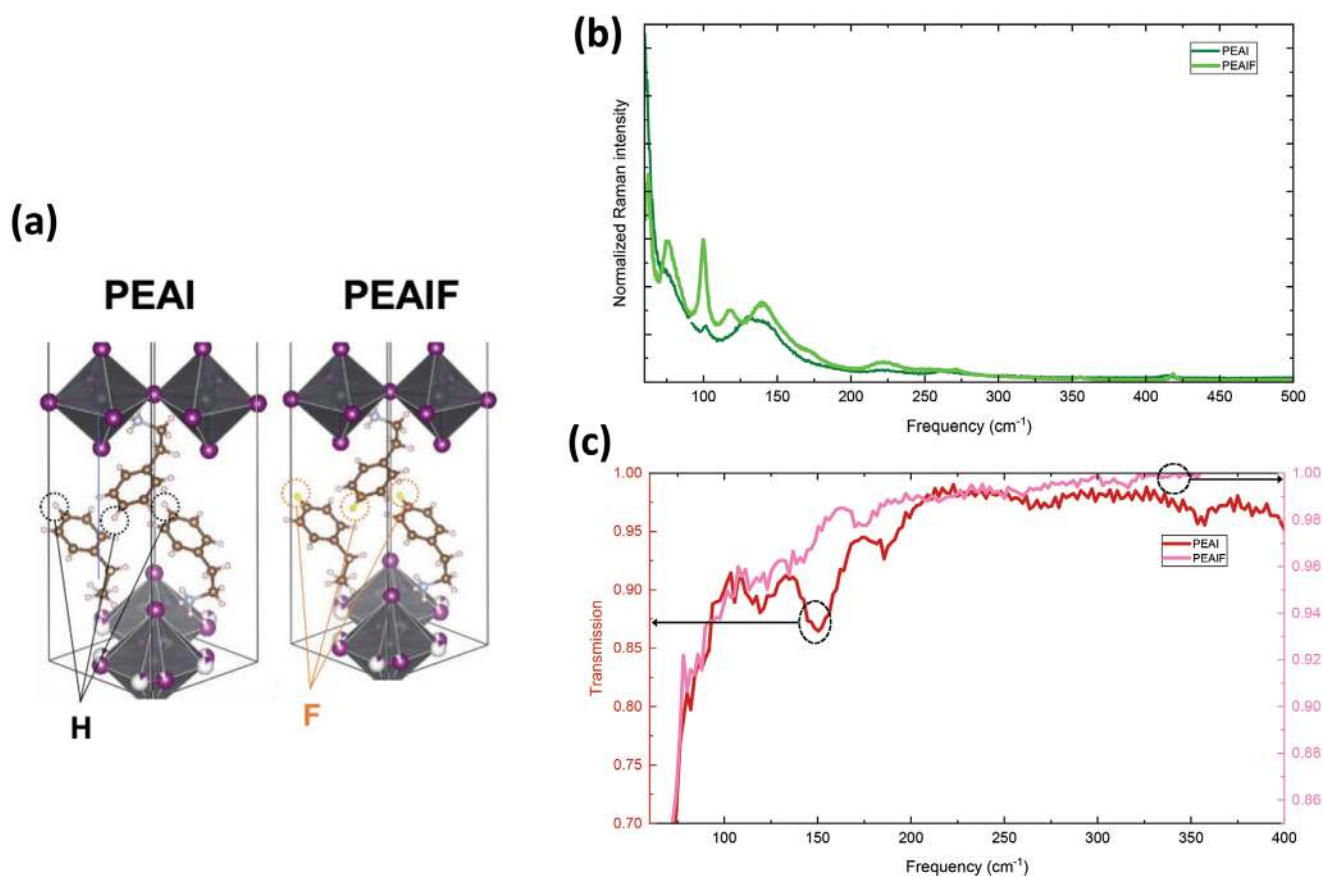 (a)
PEAI PEAIF
H
F
(b)
PEAI
PEAIF
Normalized Raman intensity
100 150 200 250 300 350 400 450 500
Frequency (cm-1)
(c)
1.00
0.95
0.90
0.85
0.80
0.75
0.70
Transmission
PEAI
PEAIF
1.00
0.98
0.96
0.94
0.92
0.90
0.88
0.86
100 150 200 250 300 350 400
Frequency (cm-1)